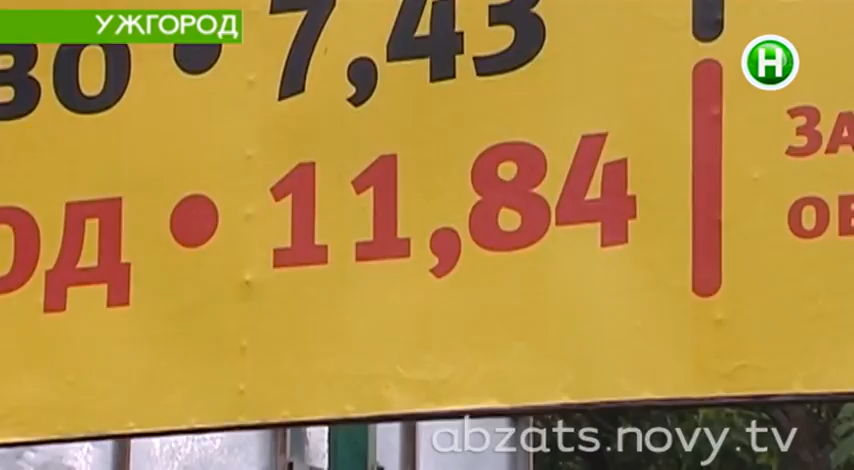 УЖГОРОД
во • 7,43
од • 11,84
ЗА
ОБ
Н
abzats.novy.tv